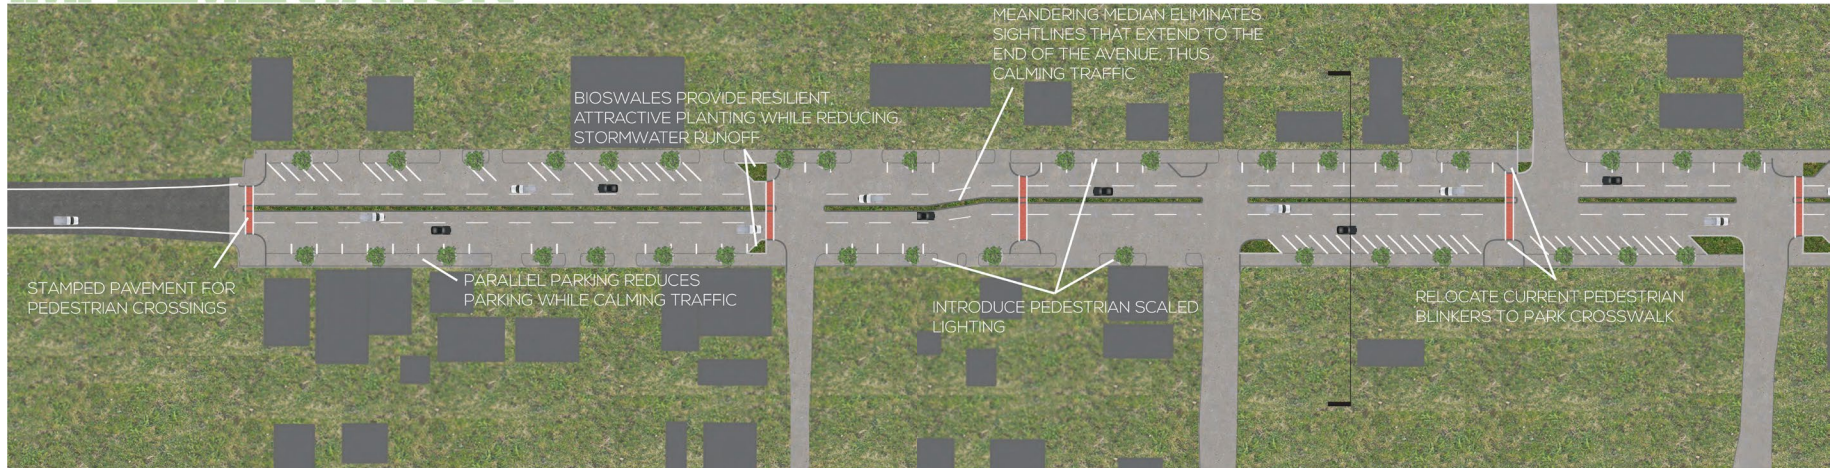 MEANDERING MEDIAN ELIMINATES
SIGHTLINES THAT EXTEND TO THE
END OF THE AVENUE, THUS
CALMING TRAFFIC
BIOSWALES PROVIDE RESILIENT,
ATTRACTIVE PLANTING WHILE REDUCING
STORMWATER RUNOFF
STAMPED PAVEMENT FOR
PEDESTRIAN CROSSINGS
PARALLEL PARKING REDUCES
PARKING WHILE CALMING TRAFFIC
INTRODUCE PEDESTRIAN SCALED
LIGHTING
RELOCATE CURRENT PEDESTRIAN
BLINKERS TO PARK CROSSWALK